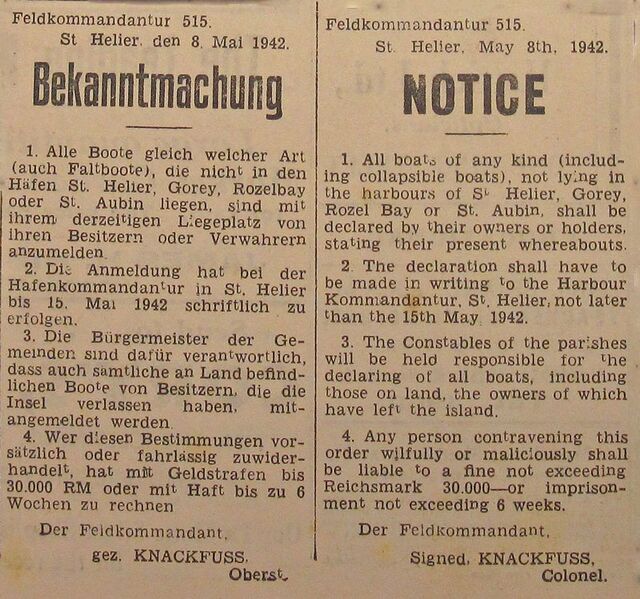 Feldkommandantur 515.
St Helier, den 8. Mai 1942.
Bekanntmachung
1. Alle Boote gleich welcher Art
(auch Faltboote), die nicht in den
Häfen St. Helier, Gorey, Rozelbay
oder St. Aubin liegen, sind mit
ihrem derzeitigen Liegeplatz von
ihren Besitzern oder Verwahrern
anzumelden.
2. Die Anmeldung hat bei der
Hafenkommandantur in St. Helier
bis 15. Mai 1942 schriftlich zu
erfolgen.
3. Die Bürgermeister der Ge-
meinden sind dafür verantwortlich,
dass auch samtliche an Land befind-
lichen Boote von Besitzern, die die
Insel verlassen haben, mit-
angemeldet werden.
4. Wer diesen Bestimmungen vor-
sätzlich oder fahrlässig zuwider-
handelt, hat mit Geldstrafen bis
30.000 RM oder mit Haft bis zu 6
Wochen zu rechnen
Der Feldkommandant,
gez. KNACKFUSS,
Oberst.
Feldkommandantur 515.
St. Helier, May 8th, 1942.
NOTICE
1. All boats of any kind (includ-
ing collapsible boats), not lying in
the harbours of St Helier, Gorey,
Rozel Bay or St. Aubin, shall be
declared by their owners or holders,
stating their present whereabouts.
2. The declaration shall have to
be made in writing to the Harbour
Kommandantur, St. Helier, not later
than the 15th May, 1942.
3. The Constables of the parishes
will be held responsible for the
declaring of all boats, including
those on land, the owners of which
have left the island.
4. Any person contravening this
order wilfully or maliciously shall
be liable to a fine not exceeding
Reichsmark 30.000—or imprison-
ment not exceeding 6 weeks.
Der Feldkommandant,
Signed, KNACKFUSS,
Colonel.